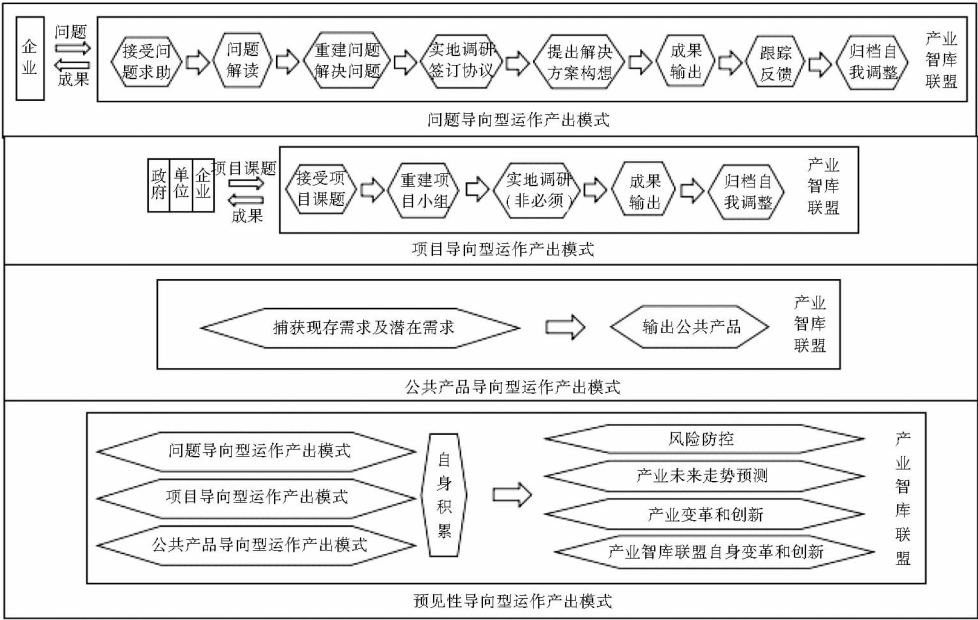 企业
问题
成果
接受问
题求助
问题
解读
重建问题
解决问题
实地调研
签订协议
提出解决
方案构想
成果
输出
跟踪
反馈
归档自
我调整
产业
智库
联盟
问题导向型运作产出模式
政府
单位
企业
项目课题
成果
接受项
目课题
重建项
目小组
实地调研
(非必须)
成果
输出
归档自
我调整
产业
智库
联盟
项目导向型运作产出模式
捕获现存需求及潜在需求
输出公共产品
产业
智库
联盟
公共产品导向型运作产出模式
问题导向型运作产出模式
项目导向型运作产出模式
公共产品导向型运作产出模式
自身积累
风险防控
产业未来走势预测
产业变革和创新
产业智库联盟自身变革和创新
产业智库联盟
预见性导向型运作产出模式